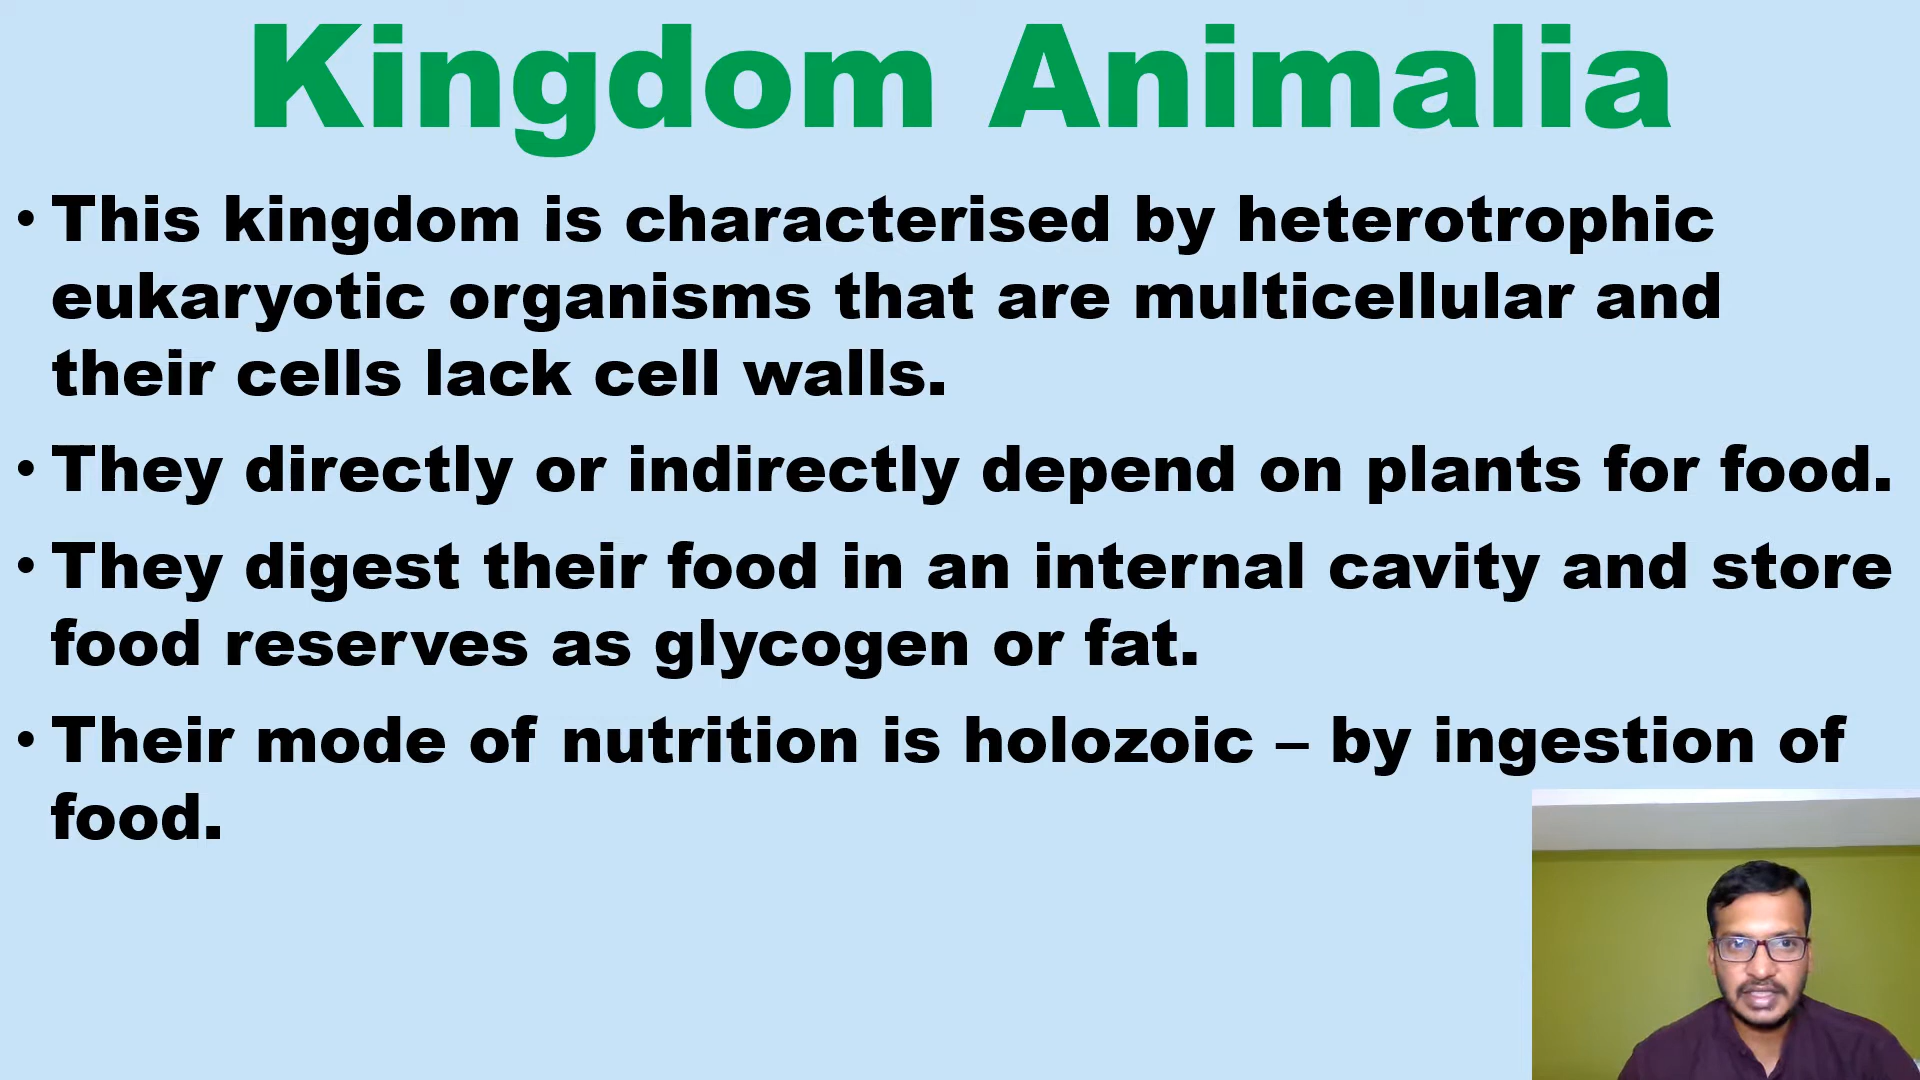 Kingdom Animalia
• This kingdom is characterised by heterotrophic
eukaryotic organisms that are multicellular and
their cells lack cell walls.
• They directly or indirectly depend on plants for food.
• They digest their food in an internal cavity and store
food reserves as glycogen or fat.
• Their mode of nutrition is holozoic – by ingestion of
food.